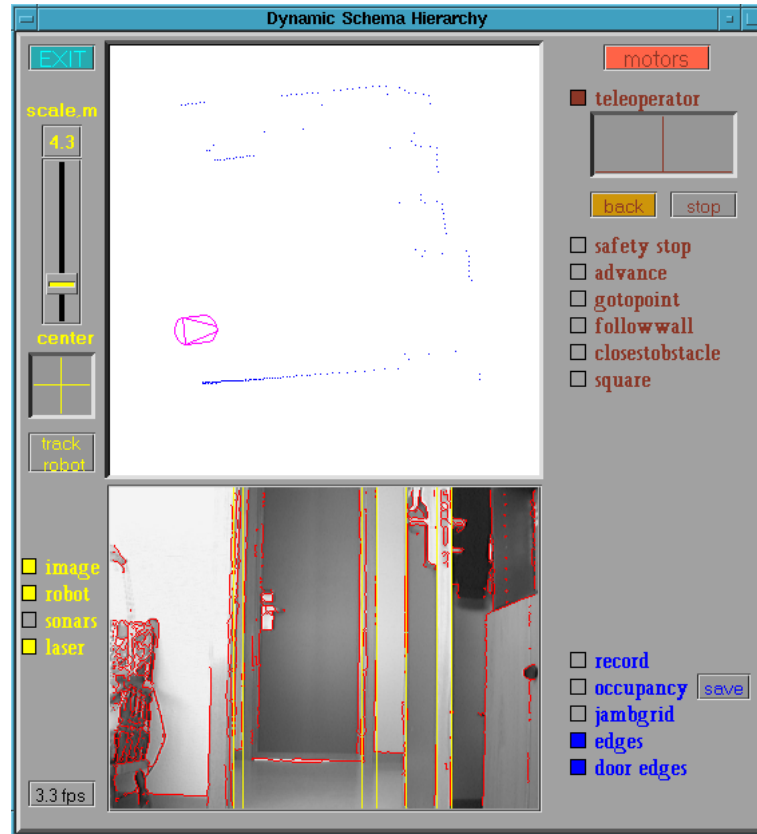 Dynamic Schema Hierarchy
EXIT
motors
scale,m
4.3
teleoperator
back
stop
center
safety stop
advance
gotopoint
followwall
closestobstacle
square
track
robot
image
robot
sonars
laser
record
occupancy
save
jambgrid
edges
door edges
3.3 fps